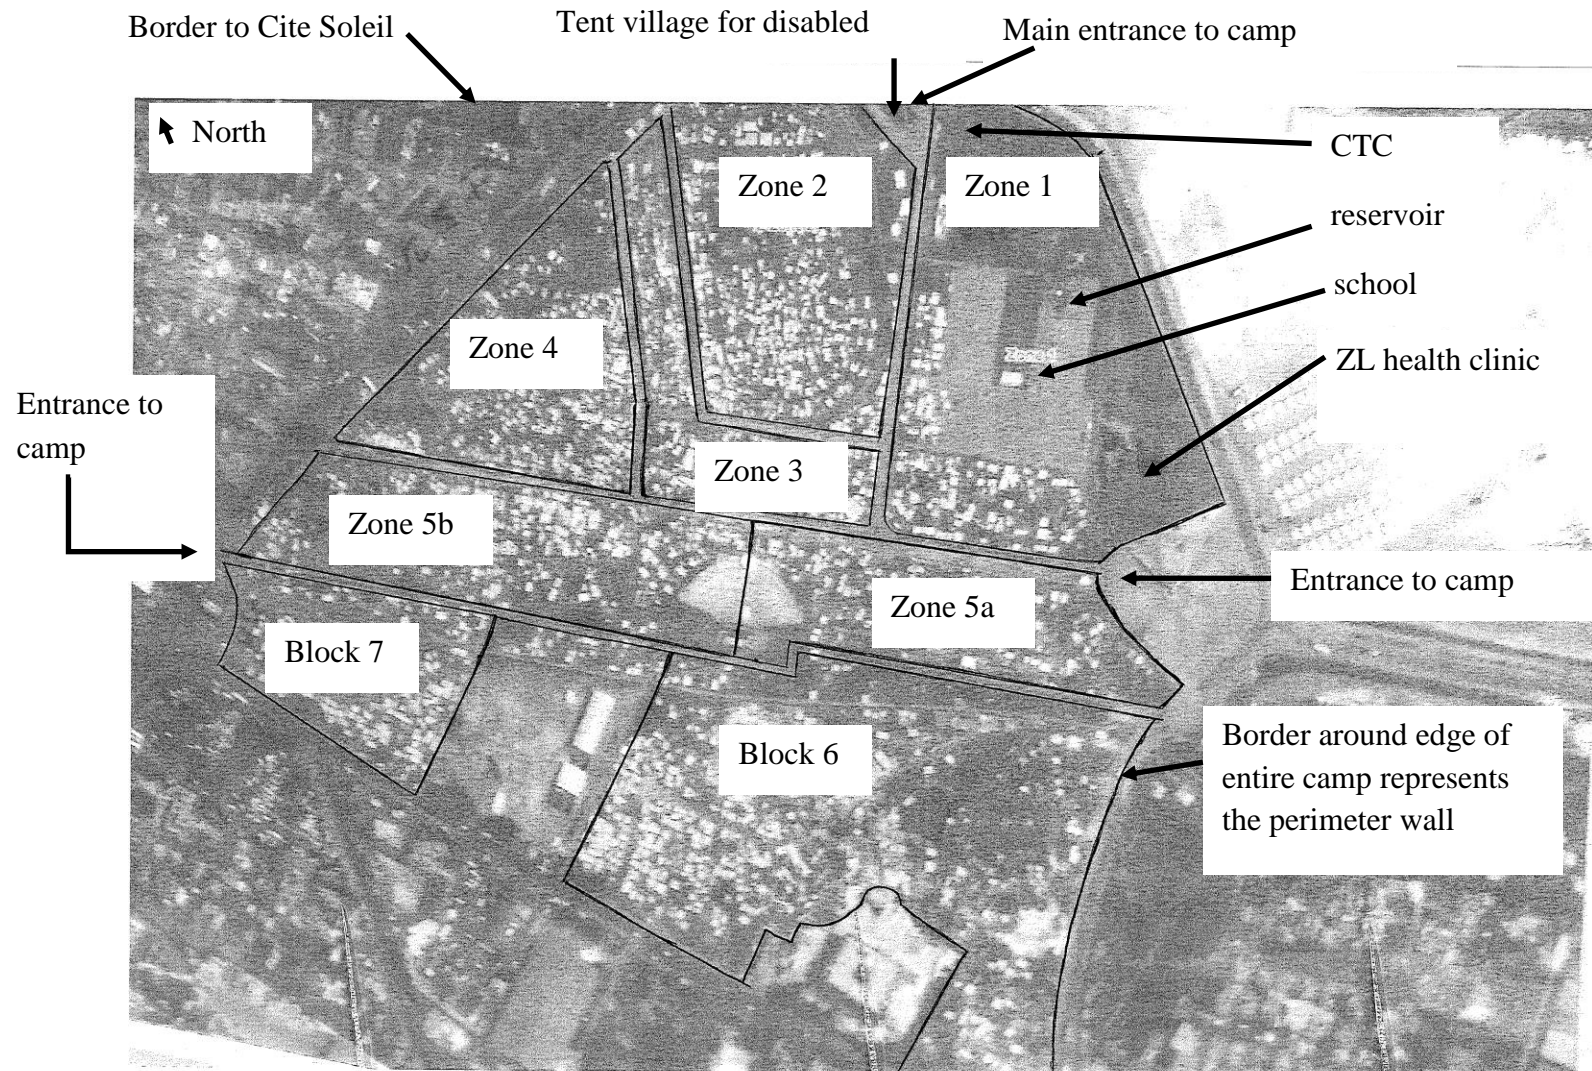 Border to Cite Soleil
Tent village for disabled
Main entrance to camp
North
CTC
Zone 2
Zone 1
reservoir
school
Zone 4
ZL health clinic
Entrance to
camp
Zone 3
Zone 5b
Entrance to camp
Zone 5a
Block 7
Block 6
Border around edge of
entire camp represents
the perimeter wall